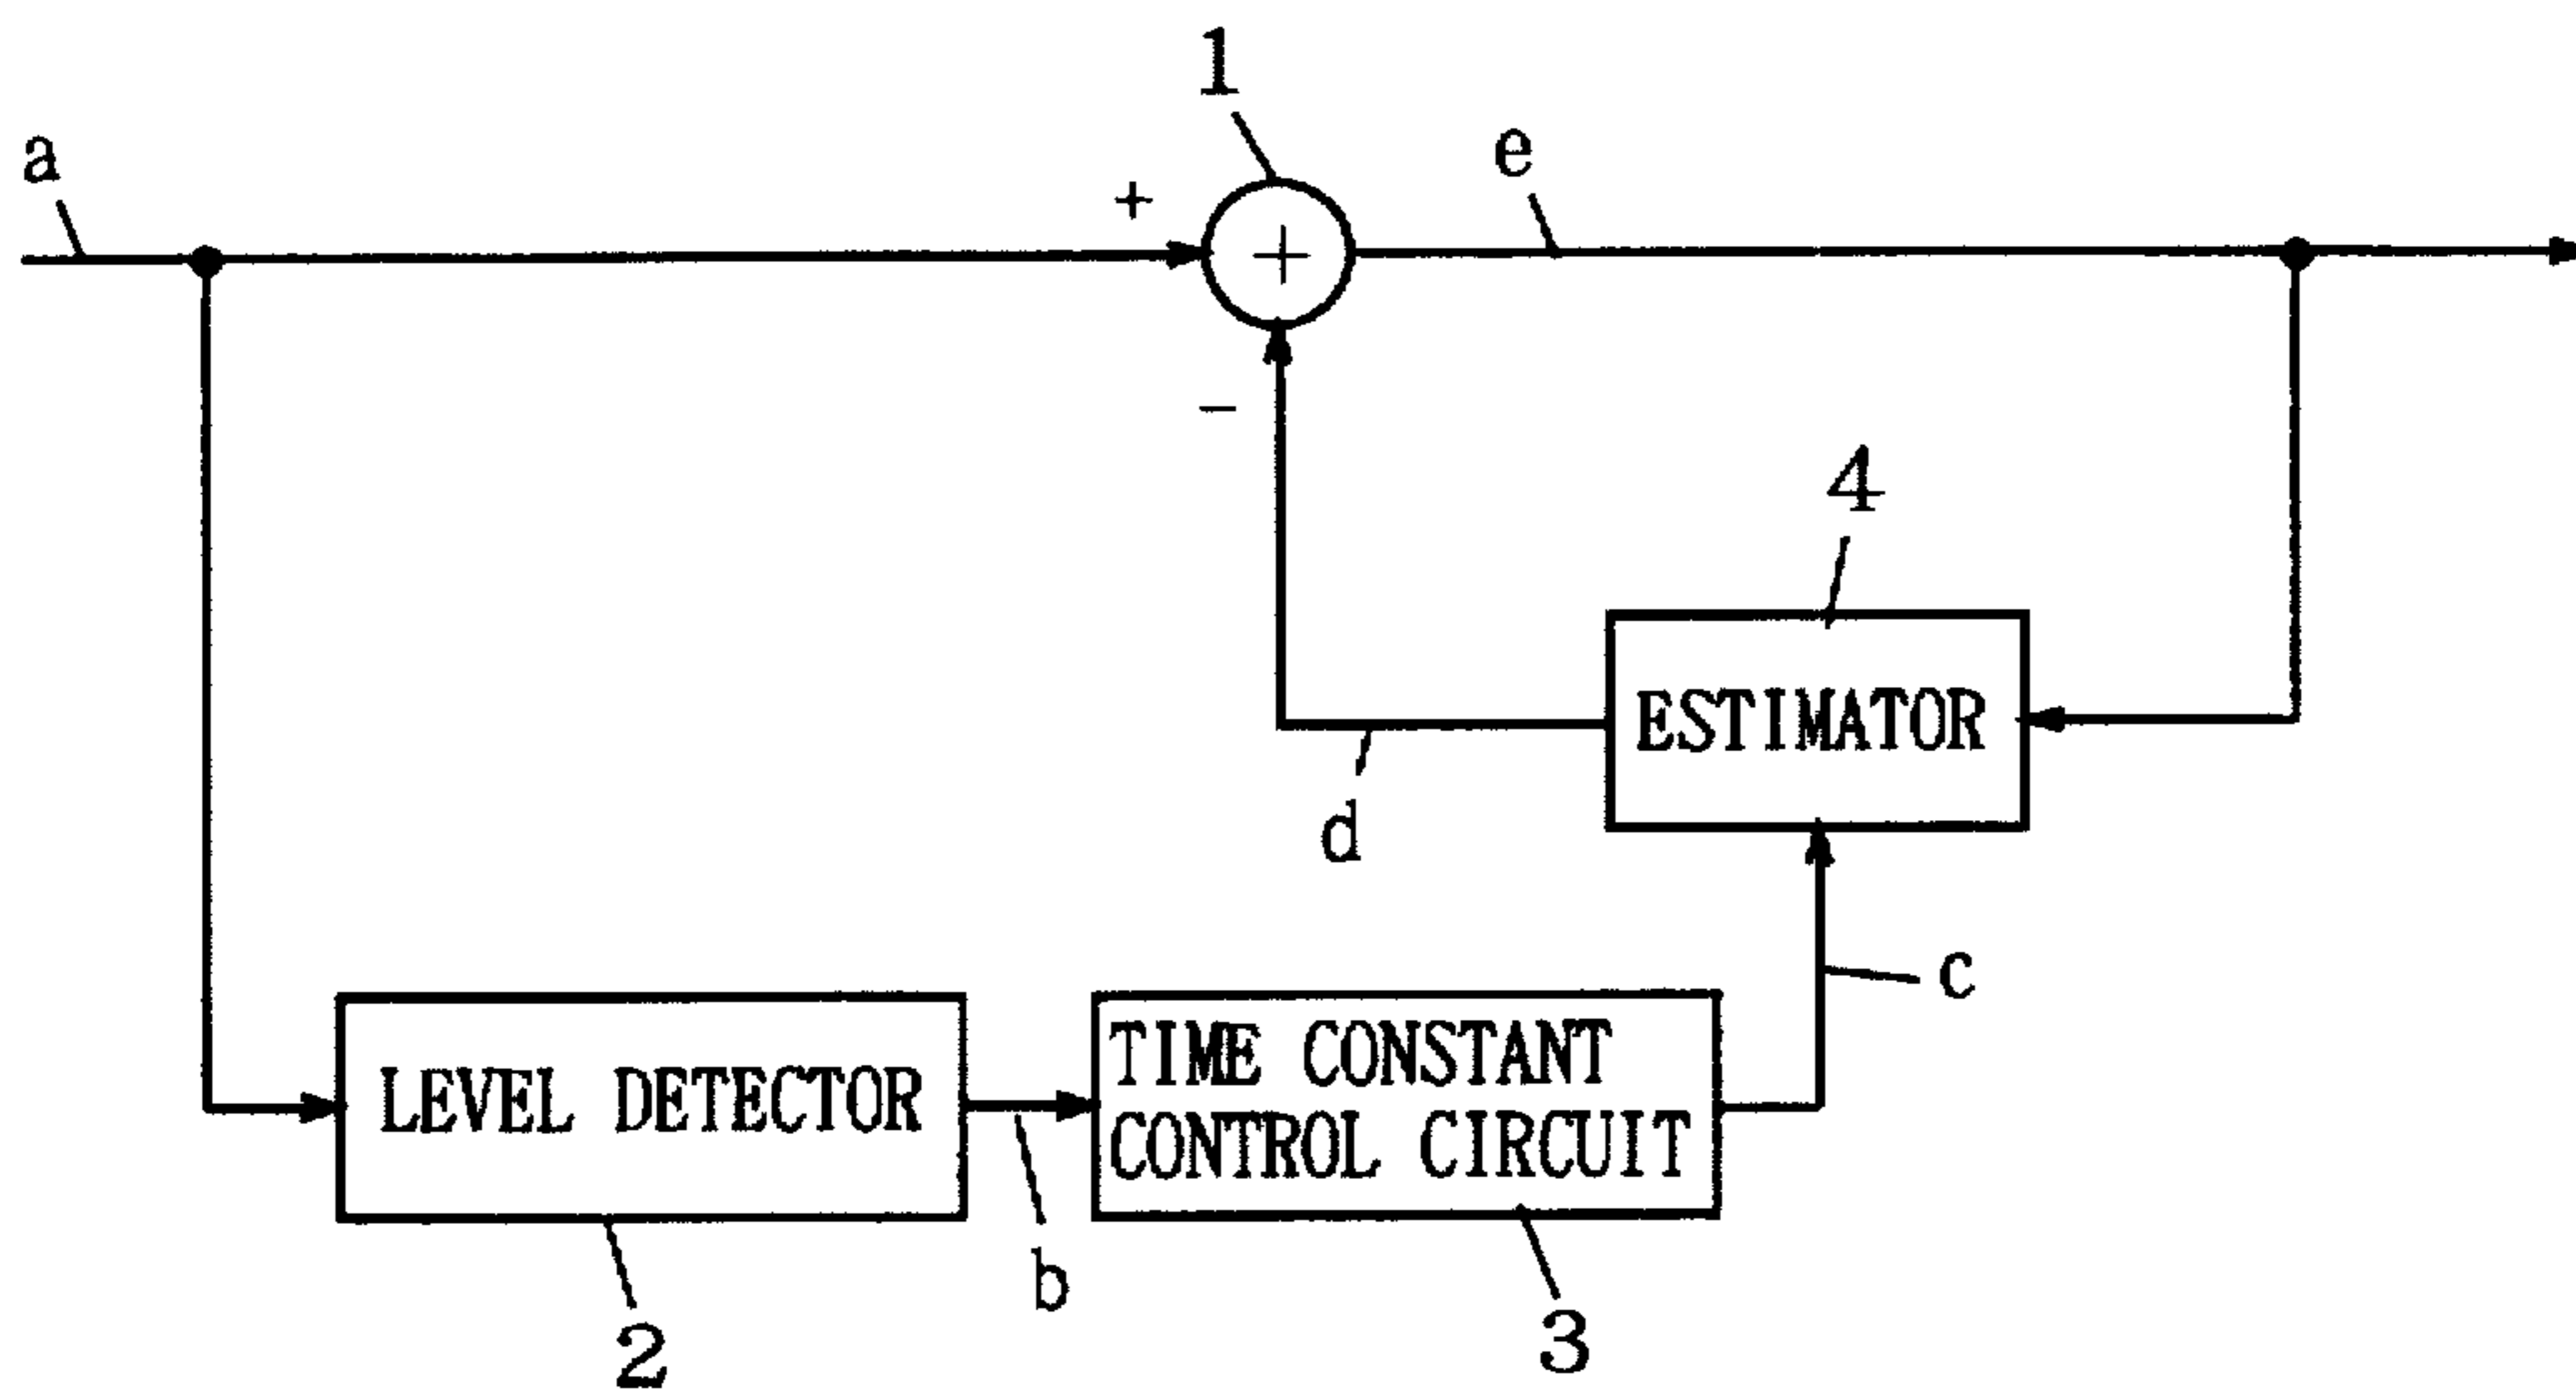 1
a
e
+
+
-
4
ESTIMATOR
d
c
LEVEL DETECTOR
TIME CONSTANT
CONTROL CIRCUIT
b
2
3